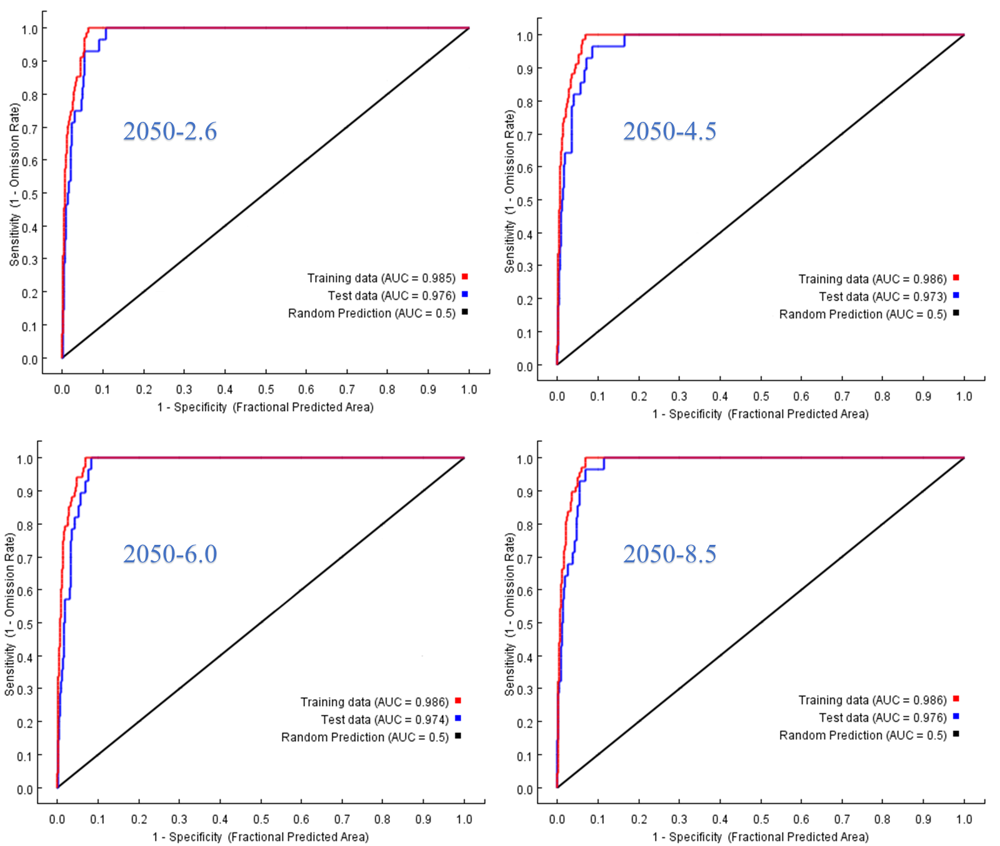 1.0
0.9
0.8
0.7
0.6
0.5
0.4
0.3
0.2
0.1
0.0
Sensitivity (1 - Omission Rate)
2050-2.6
Training data (AUC = 0.985)
Test data (AUC = 0.976)
Random Prediction (AUC = 0.5)
0.0 0.1 0.2 0.3 0.4 0.5 0.6 0.7 0.8 0.9 1.0
1 - Specificity (Fractional Predicted Area)
1.0
0.9
0.8
0.7
0.6
0.5
0.4
0.3
0.2
0.1
0.0
Sensitivity (1 - Omission Rate)
2050-4.5
Training data (AUC = 0.986)
Test data (AUC = 0.973)
Random Prediction (AUC = 0.5)
0.0 0.1 0.2 0.3 0.4 0.5 0.6 0.7 0.8 0.9 1.0
1 - Specificity (Fractional Predicted Area)
1.0
0.9
0.8
0.7
0.6
0.5
0.4
0.3
0.2
0.1
0.0
Sensitivity (1 - Omission Rate)
2050-6.0
Training data (AUC = 0.986)
Test data (AUC = 0.974)
Random Prediction (AUC = 0.5)
0.0 0.1 0.2 0.3 0.4 0.5 0.6 0.7 0.8 0.9 1.0
1 - Specificity (Fractional Predicted Area)
1.0
0.9
0.8
0.7
0.6
0.5
0.4
0.3
0.2
0.1
0.0
Sensitivity (1 - Omission Rate)
2050-8.5
Training data (AUC = 0.986)
Test data (AUC = 0.976)
Random Prediction (AUC = 0.5)
0.0 0.1 0.2 0.3 0.4 0.5 0.6 0.7 0.8 0.9 1.0
1 - Specificity (Fractional Predicted Area)